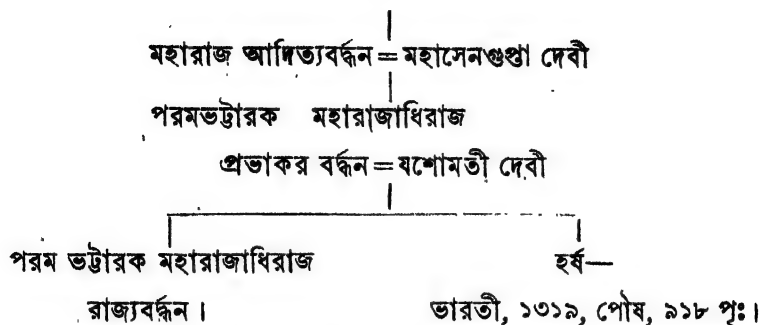 মহারাজ আদিত্যবর্দ্ধন = মহাসেনগুপ্তা দেবী
পরমভট্টারক মহারাজাধিরাজ
প্রভাকর বর্দ্ধন = যশোমতী দেবী
পরম ভট্টারক মহারাজাধিরাজ হর্ষ—
রাজ্যবর্দ্ধন । ভারতী, ১৩১৯, পৌষ, ৯১৮ পৃঃ।